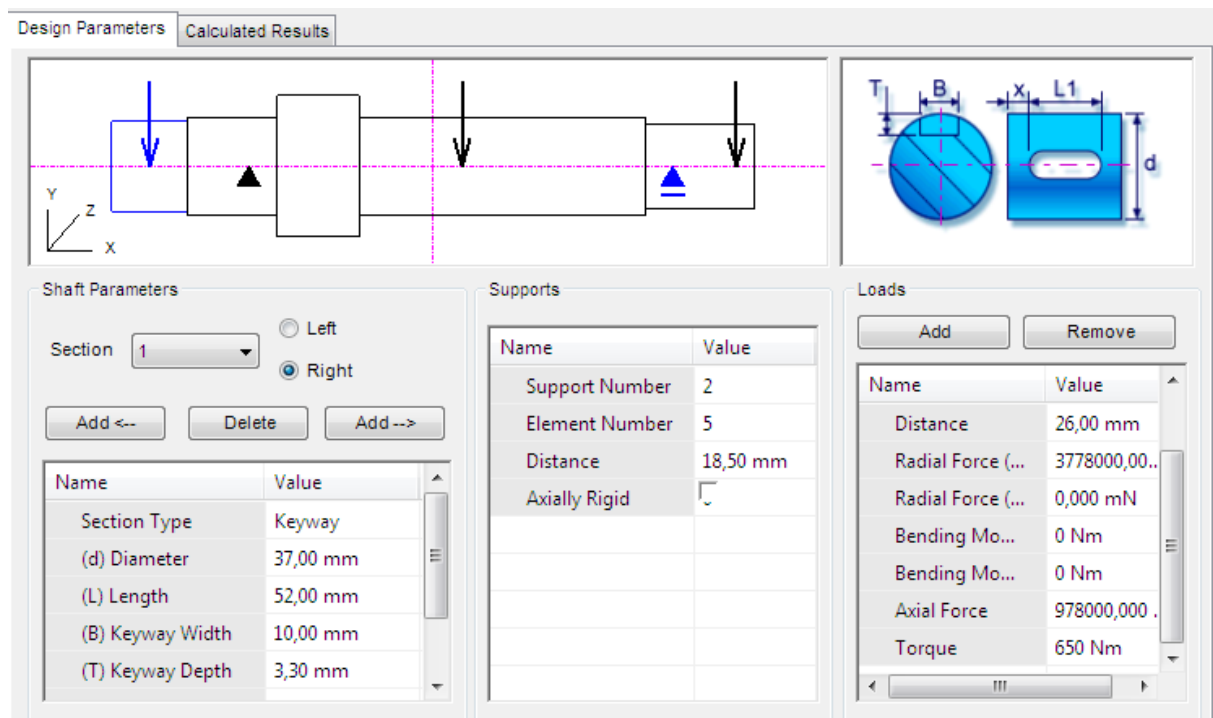 Design Parameters
Calculated Results
Y
Z
X
T
B
x
L1
d
Shaft Parameters
Section 1
Left
Right
Add <--
Delete
Add -->
Name Value
Section Type Keyway
(d) Diameter 37,00 mm
(L) Length 52,00 mm
(B) Keyway Width 10,00 mm
(T) Keyway Depth 3,30 mm
Supports
Name Value
Support Number 2
Element Number 5
Distance 18,50 mm
Axially Rigid
Loads
Add
Remove
Name Value
Distance 26,00 mm
Radial Force (... 3778000,00..
Radial Force (... 0,000 mN
Bending Mo... 0 Nm
Bending Mo... 0 Nm
Axial Force 978000,000 .
Torque 650 Nm